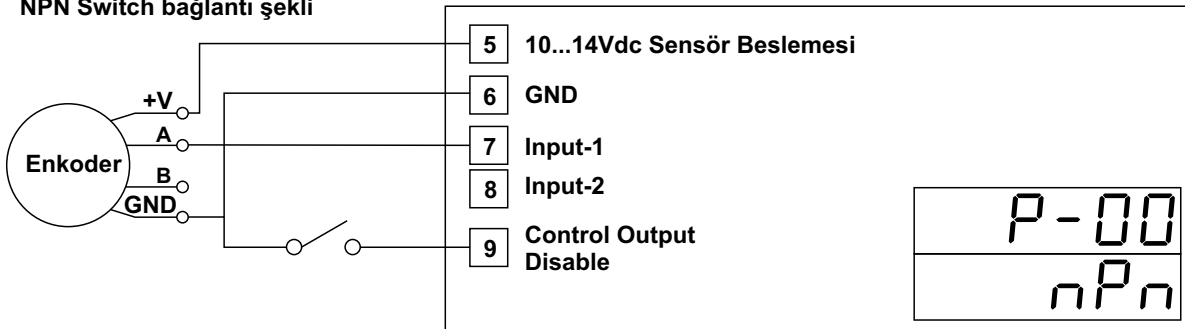 NPN Switch bağlantı şekli
5 10...14Vdc Sensör Beslemesi
+V
6 GND
A
7 Input-1
Enkoder
B
8 Input-2
GND
9 Control Output
Disable
P-00
nPn